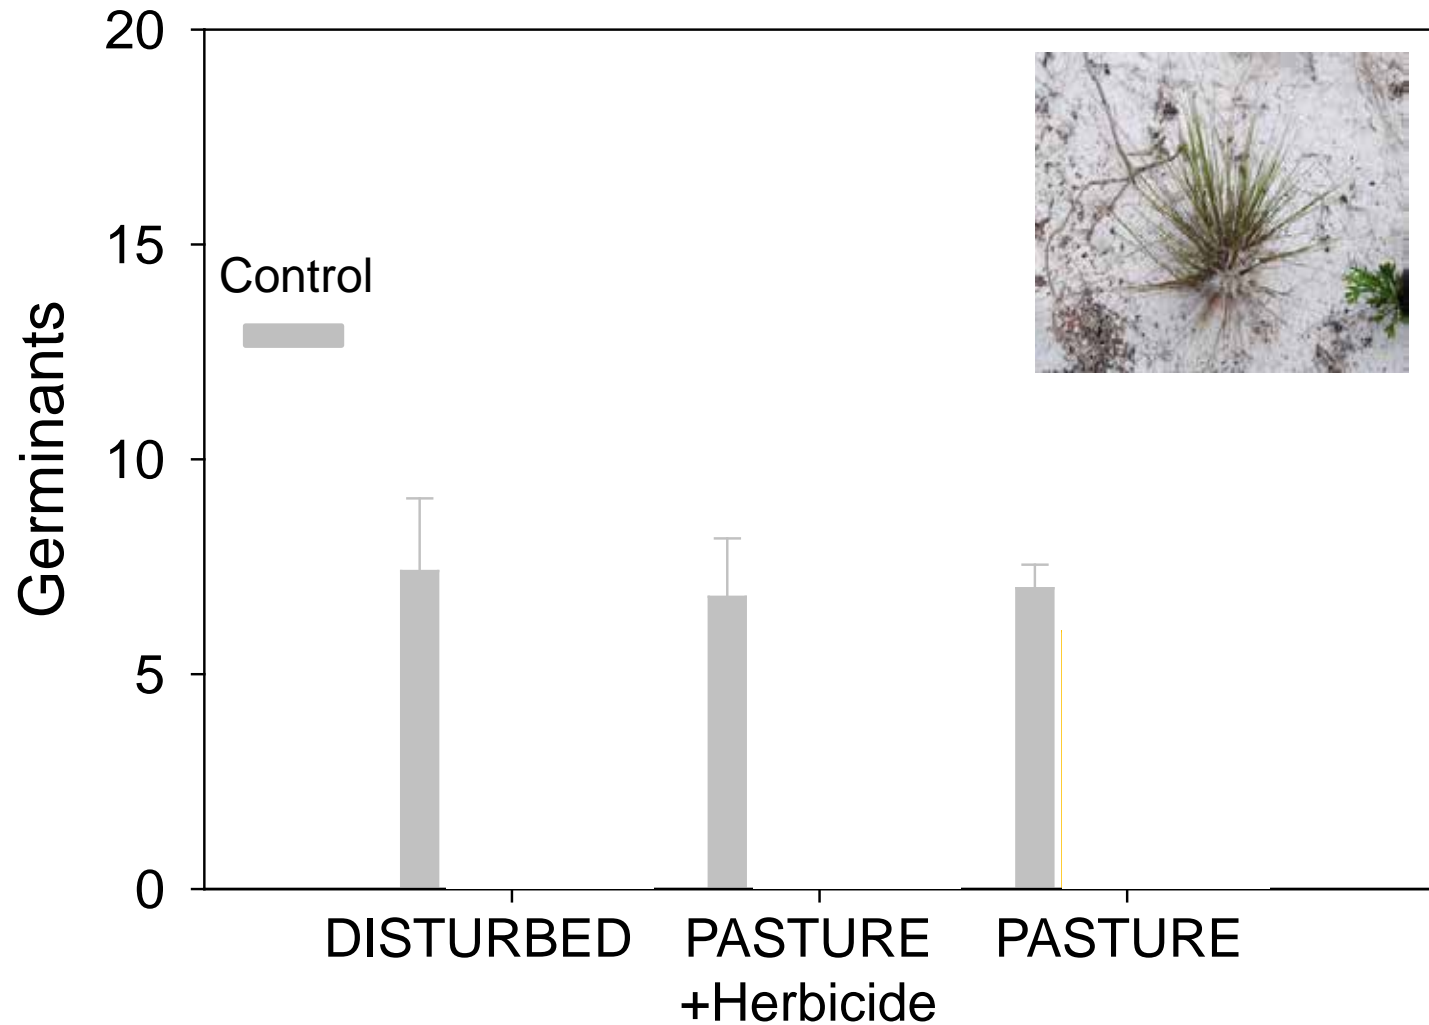 20
15
Control
Germinants
10
5
0
DISTURBED PASTURE PASTURE
+Herbicide